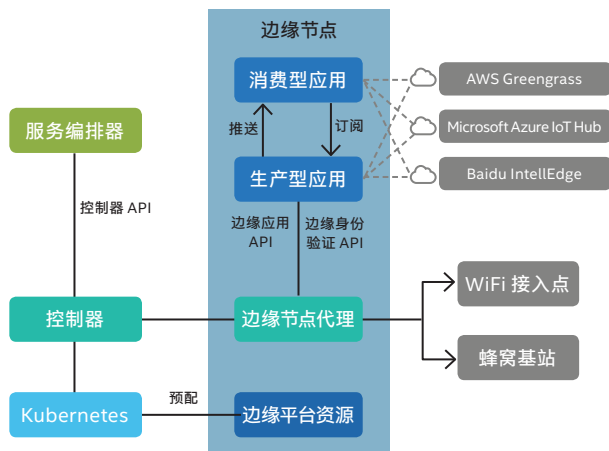 边缘节点
消费型应用
AWS Greengrass
服务编排器
推送
订阅
Microsoft Azure IoT Hub
生产型应用
Baidu IntellEdge
控制器 API
边缘应用
API
边缘身份
验证 API
WiFi 接入点
控制器
边缘节点代理
蜂窝基站
Kubernetes
预配
边缘平台资源